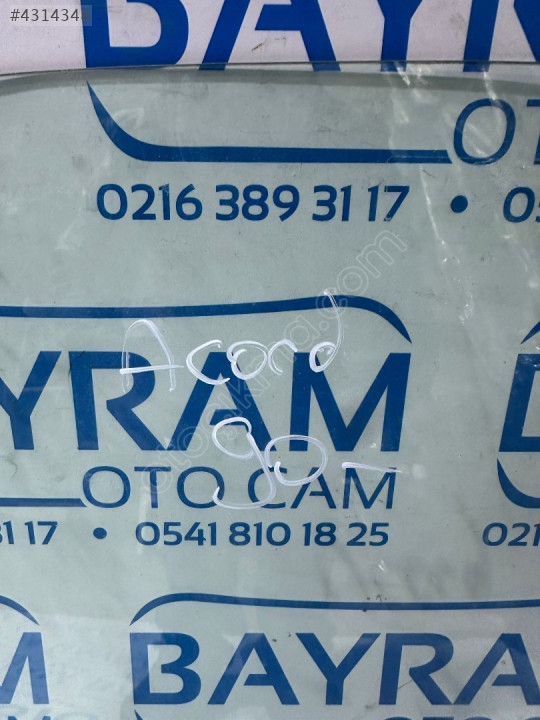 #431434
BAYRAM
OT
0216 389 31 17 • 05
Acord
BAYRAM
90-
OTO CAM
31 17 • 0541 810 18 25
021
M BAYRA